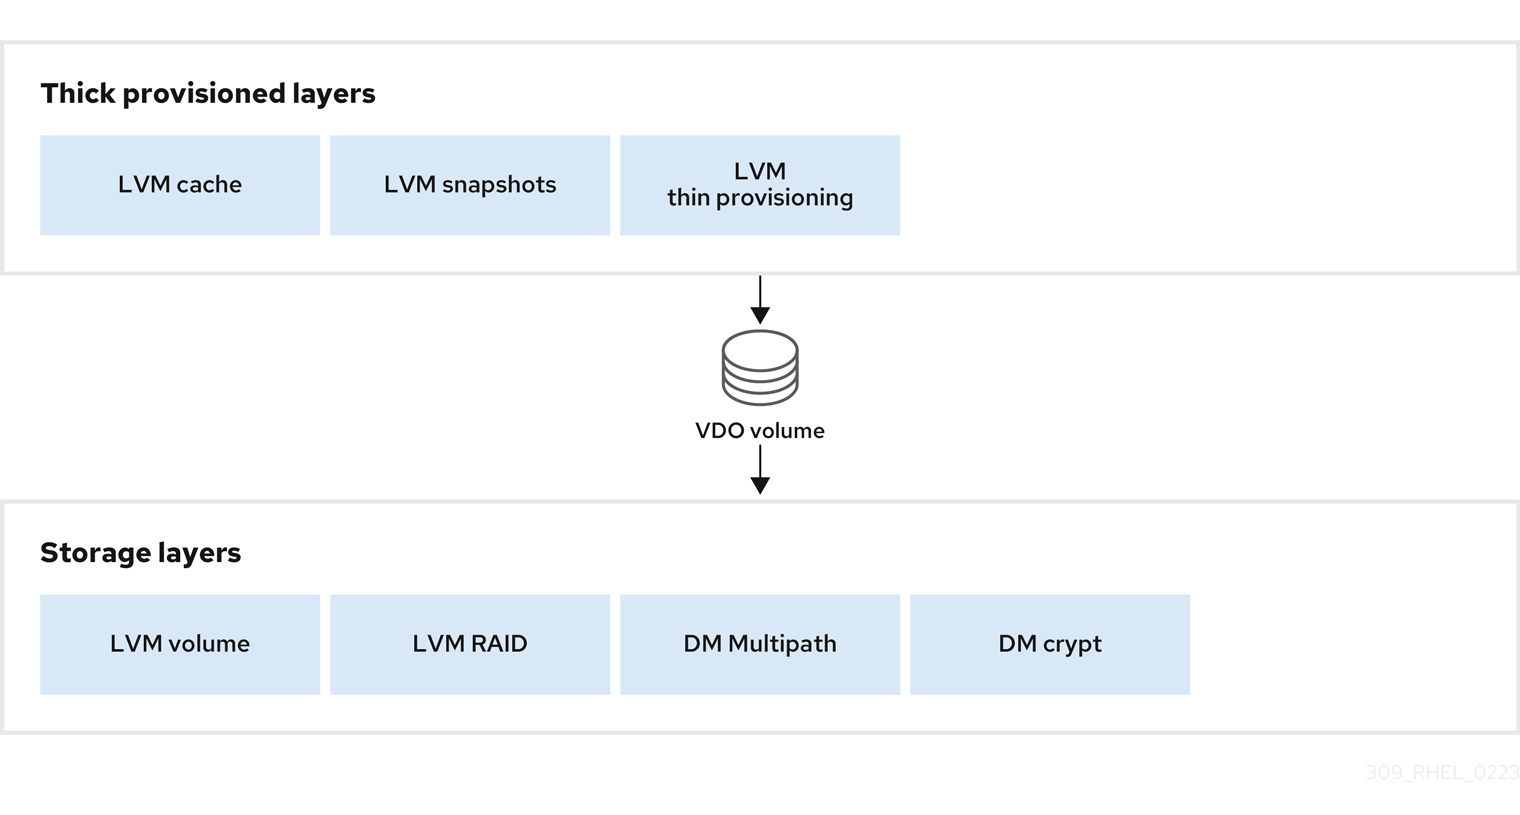 Thick provisioned layers
LVM cache
LVM snapshots
LVM
thin provisioning
VDO volume
Storage layers
LVM volume
LVM RAID
DM Multipath
DM crypt
309_RHEL_0223